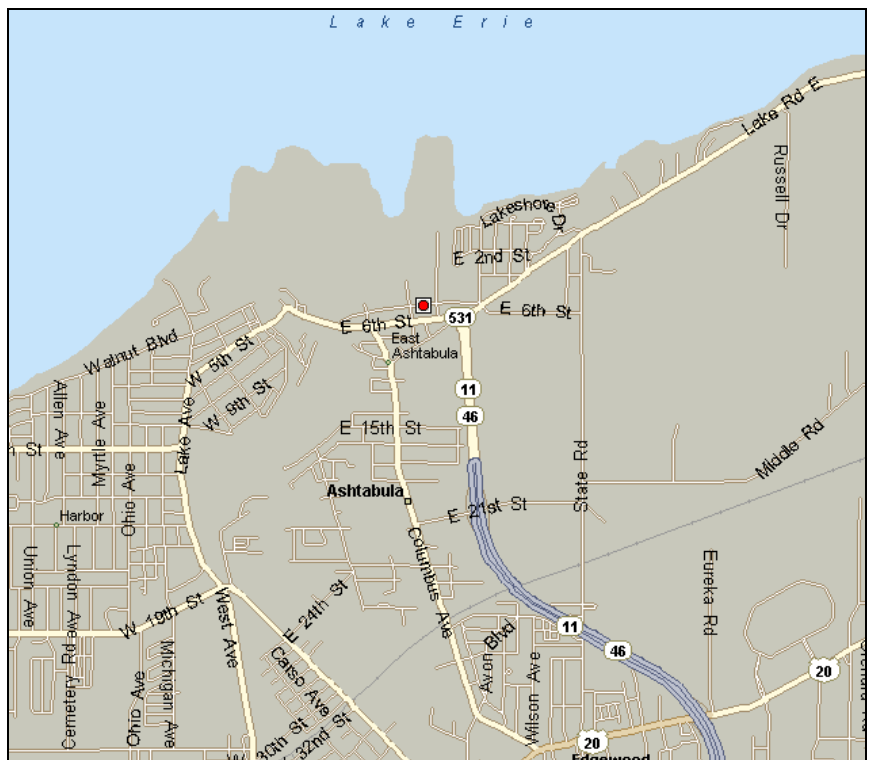 Lake Erie
Lake Rd E
Russell Dr
Lakeshore Dr
E 2nd St
E 6th St
531
E 6th St
East
Ashtabula
Walnut Blvd
W 5th St
11
Allen Ave
Myrtle Ave
Lake Ave
W 9th St
46
E 15th St
St
Ohio Ave
State Rd
Middle Rd
Ashtabula
Harbor
E 21st St
Columbus Ave
Union Ave
Lyndon Ave
Eureka Rd
W 19th St
West Ave
E 24th St
11
46
Blvd
Avon
Wilson Ave
Cemetery Rd
Ohio Ave
Michigan Ave
Carso Ave
20
30th St
32nd St
20
Edgewood